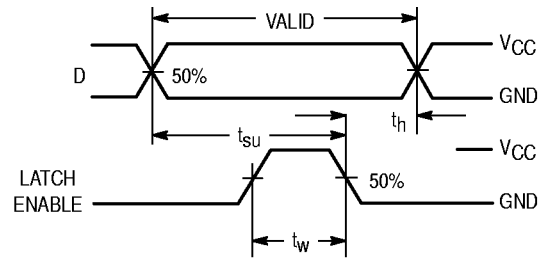 VALID
D
50%
VCC
GND
th
tsu
VCC
LATCH
ENABLE
50%
GND
tw